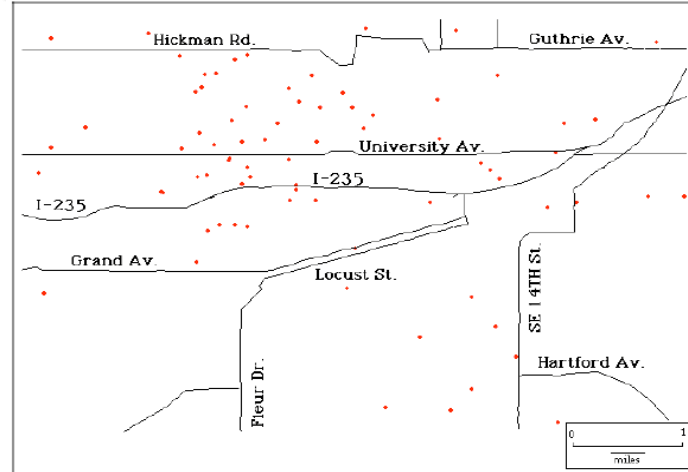 Hickman Rd.
Guthrie Av.
University Av.
I-235
I-235
Grand Av.
Locust St.
SE 14TH St.
Fleur Dr.
Hartford Av.
0 1
miles